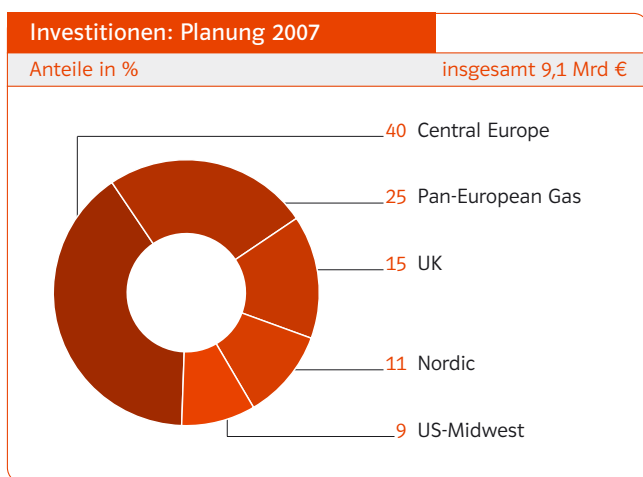 Investitionen: Planung 2007
Anteile in % insgesamt 9,1 Mrd €
40 Central Europe
25 Pan-European Gas
15 UK
11 Nordic
9 US-Midwest